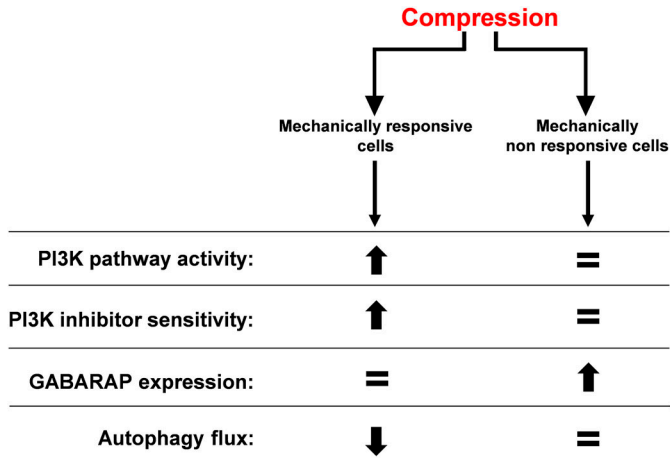 Compression
Mechanically responsive
cells
Mechanically
non responsive cells
PI3K pathway activity:
=
PI3K inhibitor sensitivity:
=
GABARAP expression:
=
Autophagy flux:
=